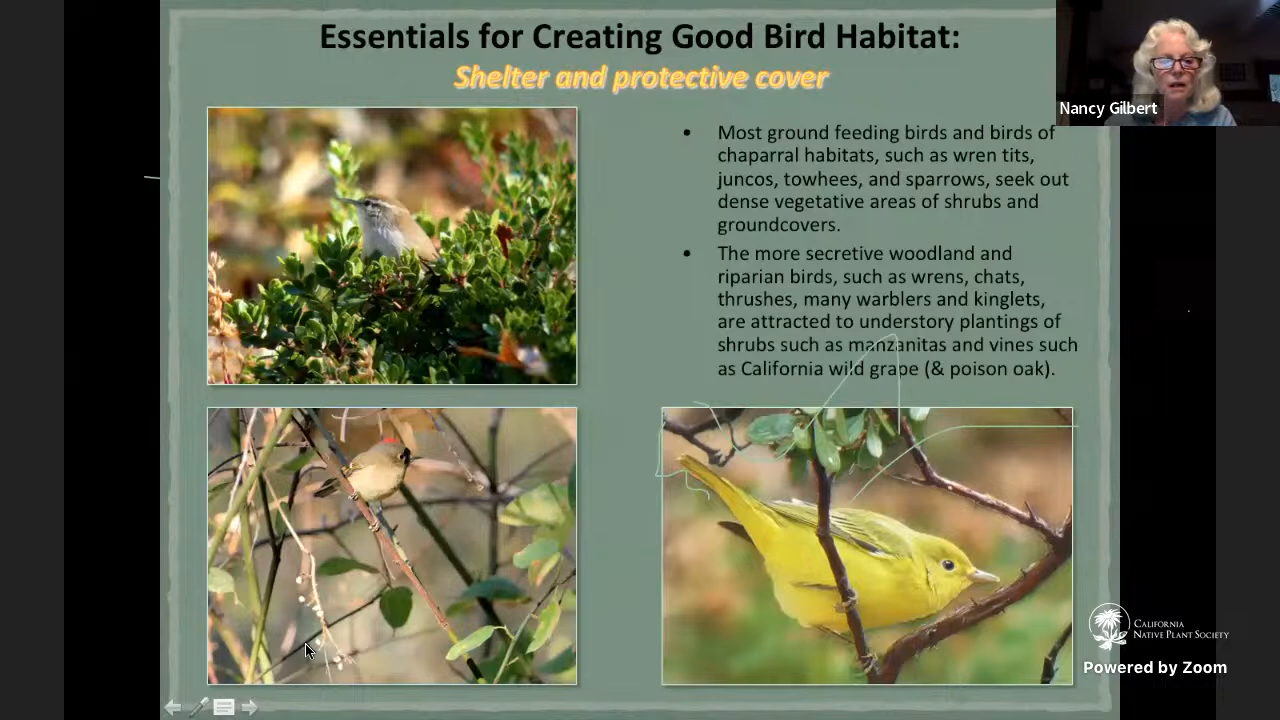 Essentials for Creating Good Bird Habitat:
Shelter and protective cover
Nancy Gilbert
• Most ground feeding birds and birds of
chaparral habitats, such as wren tits,
juncos, towhees, and sparrows, seek out
dense vegetative areas of shrubs and
groundcovers.
• The more secretive woodland and
riparian birds, such as wrens, chats,
thrushes, many warblers and kinglets,
are attracted to understory plantings of
shrubs such as manzanitas and vines such
as California wild grape (& poison oak).
CALIFORNIA
NATIVE PLANT SOCIETY
Powered by Zoom